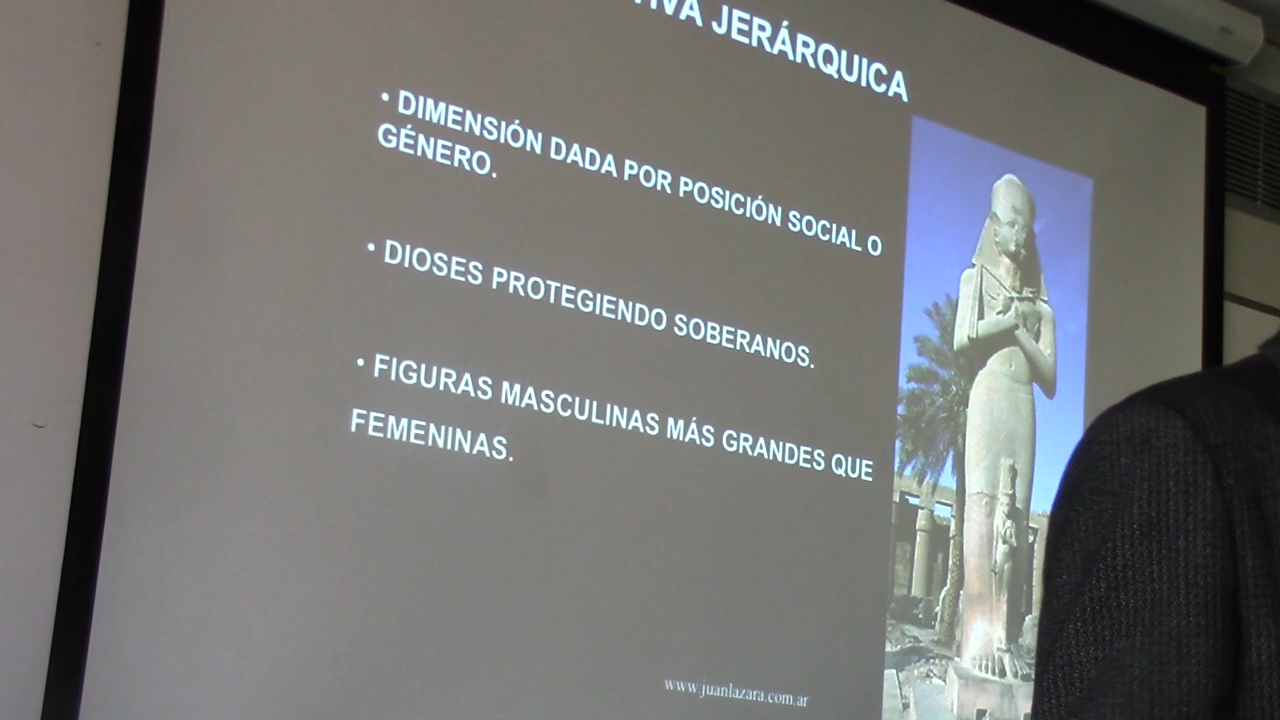 JERÁRQUICA
• DIMENSIÓN DADA POR POSICIÓN SOCIAL O
GÉNERO.
• DIOSES PROTEGIENDO SOBERANOS.
• FIGURAS MASCULINAS MÁS GRANDES QUE
FEMENINAS.
www.juanlazara.com.ar